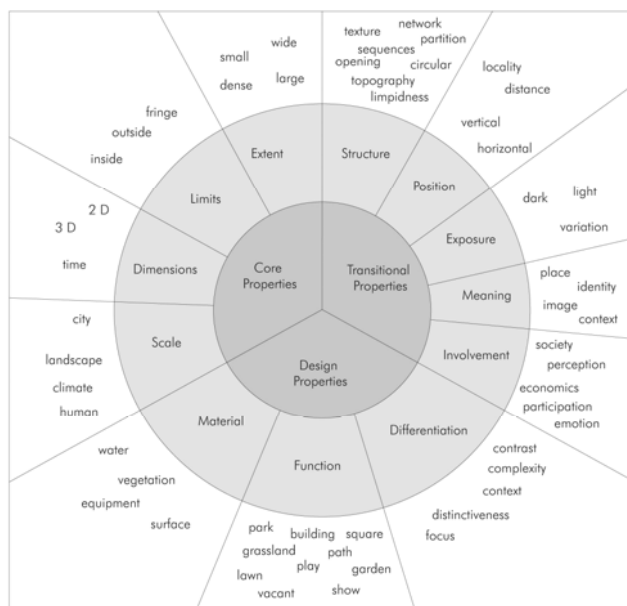 Core
Properties
Transitional
Properties
Design
Properties
Extent
Structure
Position
Exposure
Meaning
Involvement
Differentiation
Function
Material
Scale
Dimensions
Limits
small
wide
dense
large
texture
network
sequences
partition
opening
circular
topography
limpidness
locality
distance
vertical
horizontal
dark
light
variation
place
identity
image
context
society
perception
economics
participation
emotion
contrast
complexity
context
distinctiveness
focus
park
building
square
grassland
path
lawn
play
garden
vacant
show
water
vegetation
equipment
surface
city
landscape
climate
human
2 D
3 D
time
fringe
outside
inside